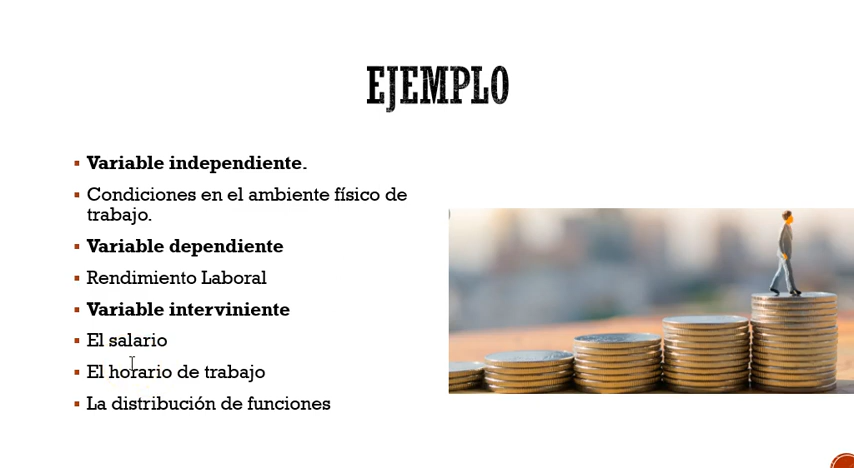 EJEMPLO
Variable independiente.
Condiciones en el ambiente físico de
trabajo.
Variable dependiente
Rendimiento Laboral
Variable interviniente
El salario
El horario de trabajo
La distribución de funciones